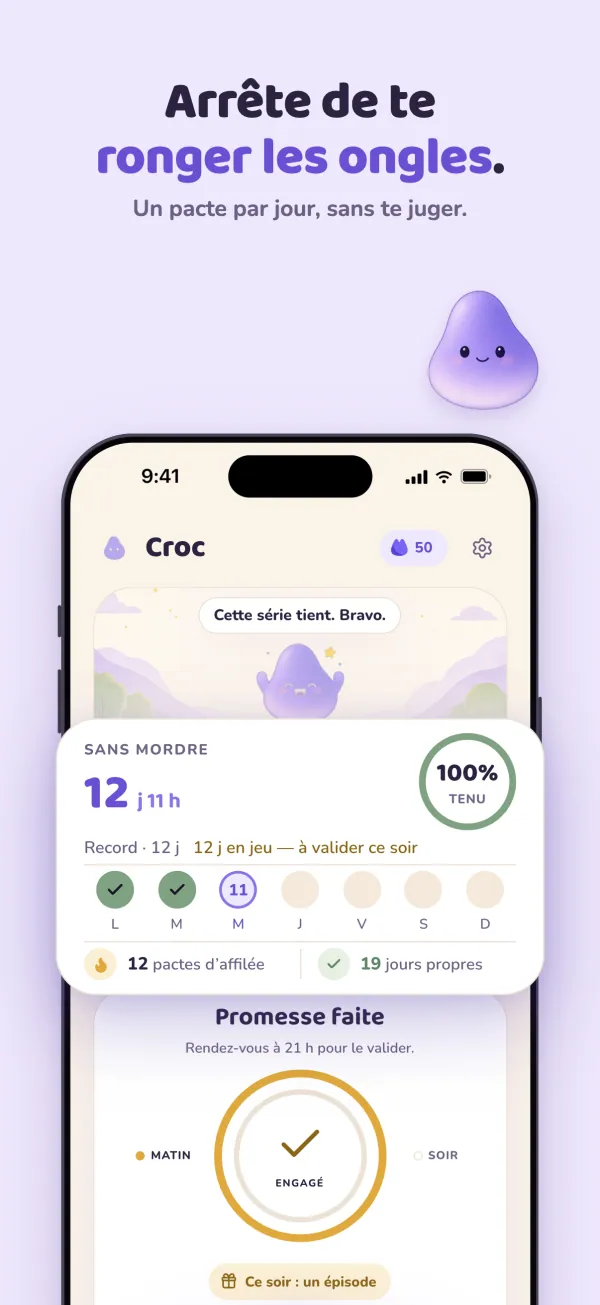 Arrête de te
ronger les ongles.
Un pacte par jour, sans te juger.
9:41
Croc
50
Cette série tient. Bravo.
SANS MORDRE
12 j 11 h
100%
TENU
Record · 12 j 12 j en jeu — à valider ce soir
11
L M M J V S D
12 pactes d'affilée 19 jours propres
Promesse faite
Rendez-vous à 21 h pour le valider.
MATIN
ENGAGÉ
SOIR
Ce soir : un épisode